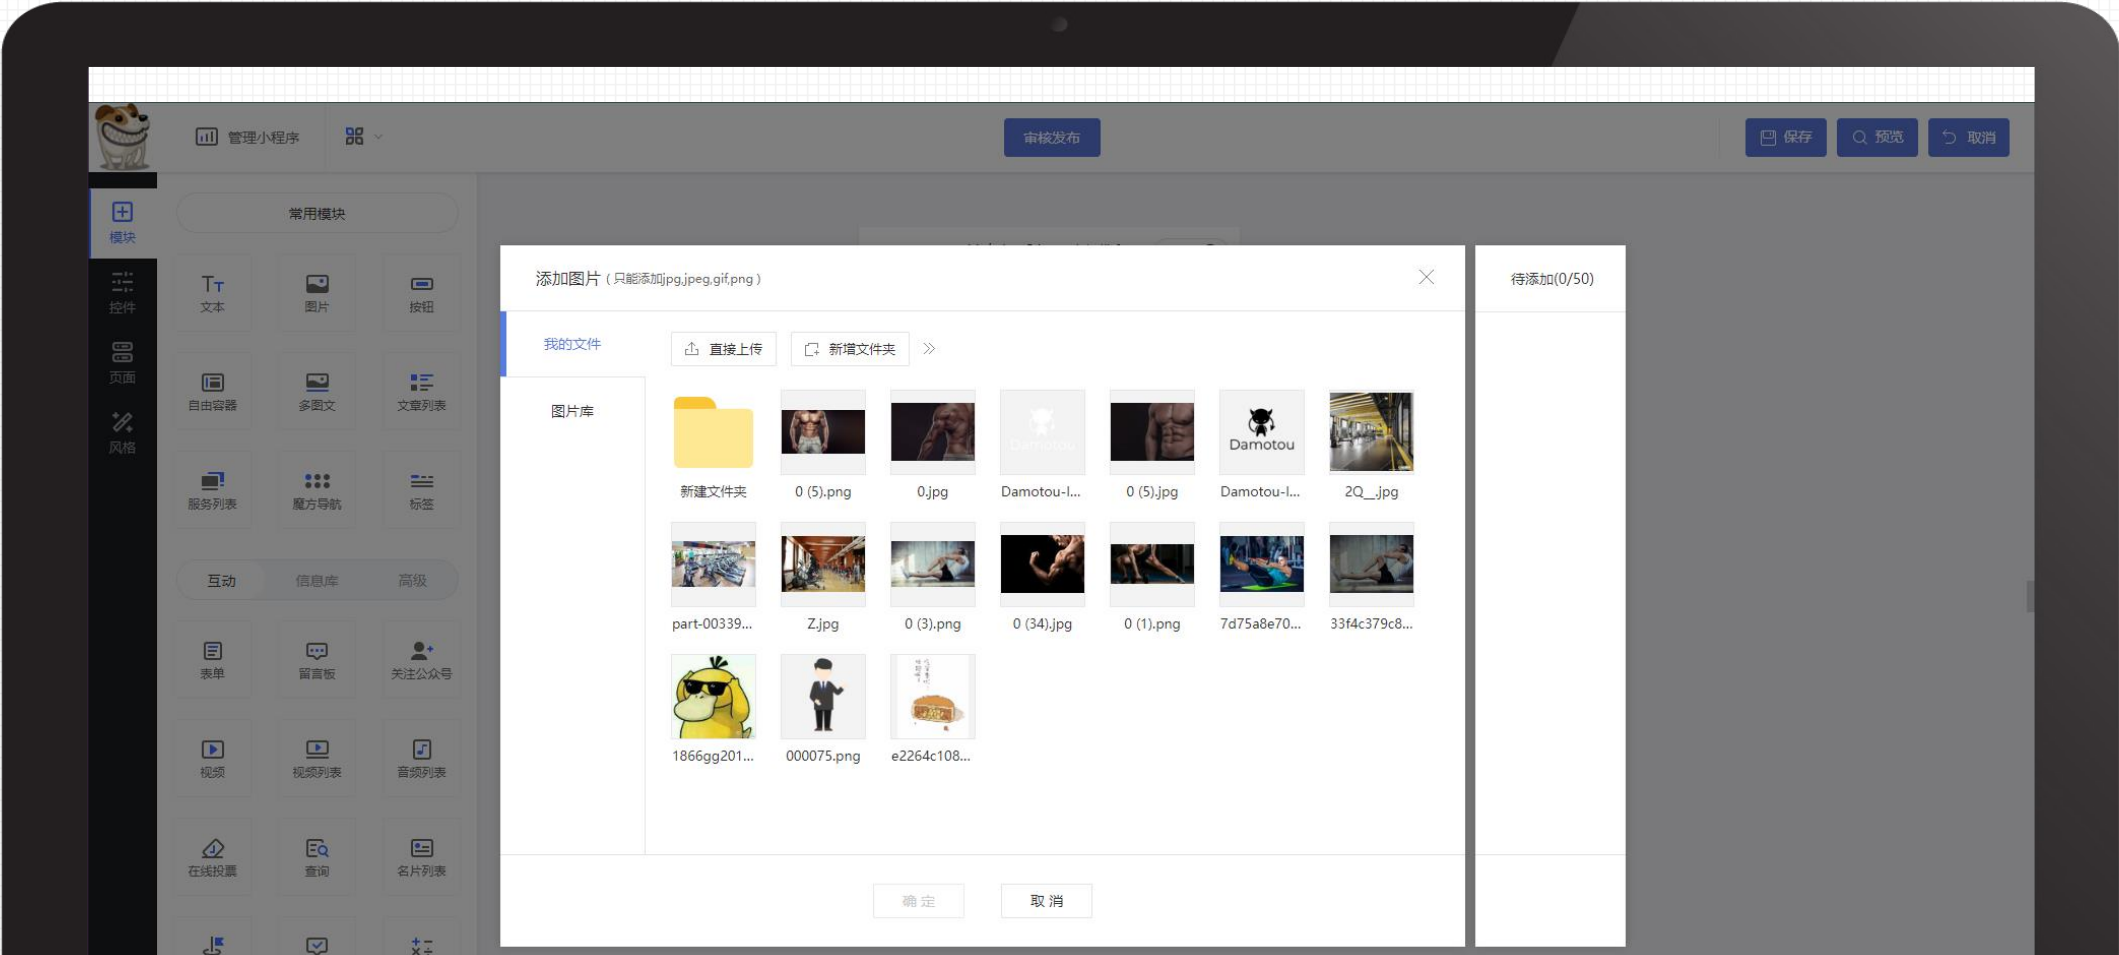 管理小程序
审核发布
保存
预览
取消
模块
控件
页面
风格
常用模块
文本
图片
按钮
自由容器
多图文
文章列表
服务列表
魔方导航
标签
互动
信息库
高级
表单
留言板
关注公众号
视频
视频列表
音频列表
在线投票
查询
名片列表
添加图片 ( 只能添加jpg,jpeg,gif,png )
待添加(0/50)
我的文件
图片库
直接上传
新增文件夹
Damotou
Damotou
新建文件夹
0 (5).png
0.jpg
Damotou-l...
0 (5).jpg
Damotou-l...
2Q__.jpg
part-00339...
Z.jpg
0 (3).png
0 (34).jpg
0 (1).png
7d75a8e70...
33f4c379c8...
1866gg201...
000075.png
e2264c108...
确 定
取 消